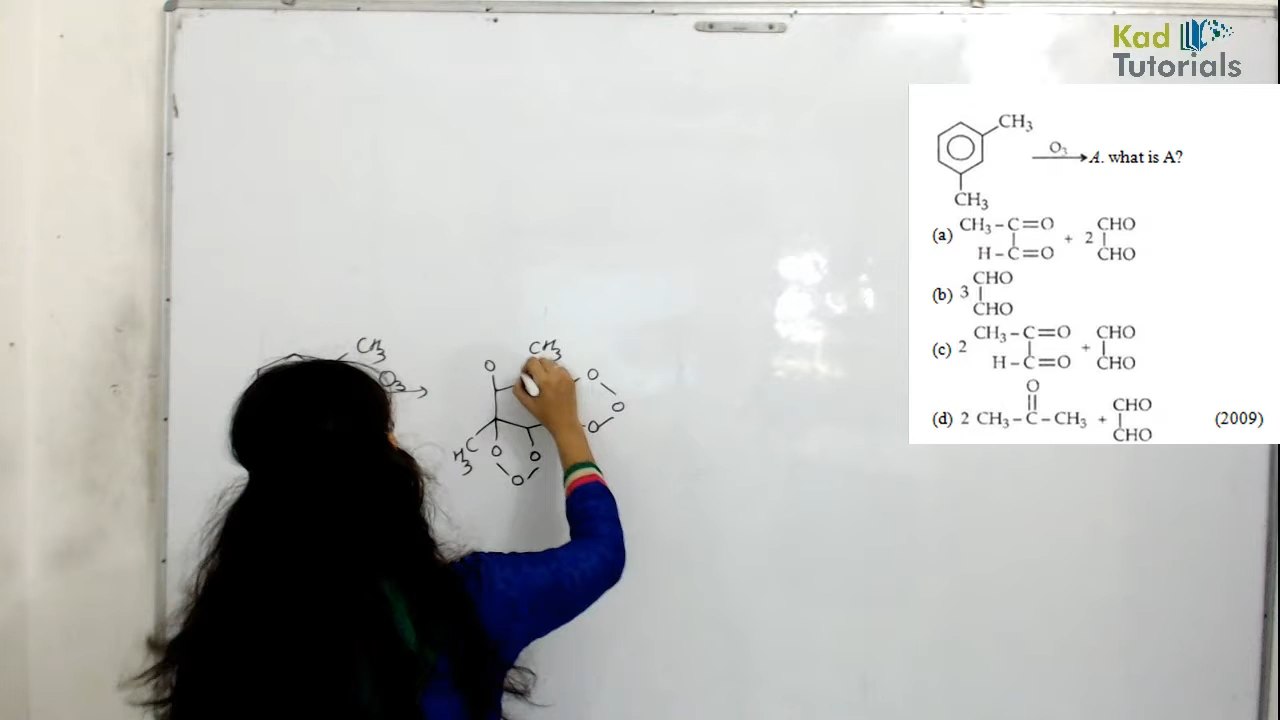 Kad
Tutorials
CH3
O3
A. what is A?
CH3
(a) CH3–C=O + 2 CHO
H–C=O CHO
(b) 3 CHO
CHO
(c) 2 CH3–C=O + CHO
H–C=O CHO
O
(d) 2 CH3–C–CH3 + CHO
CHO
(2009)
CH3
O3
O
CH3
O
O
O
H3C
O
O
O